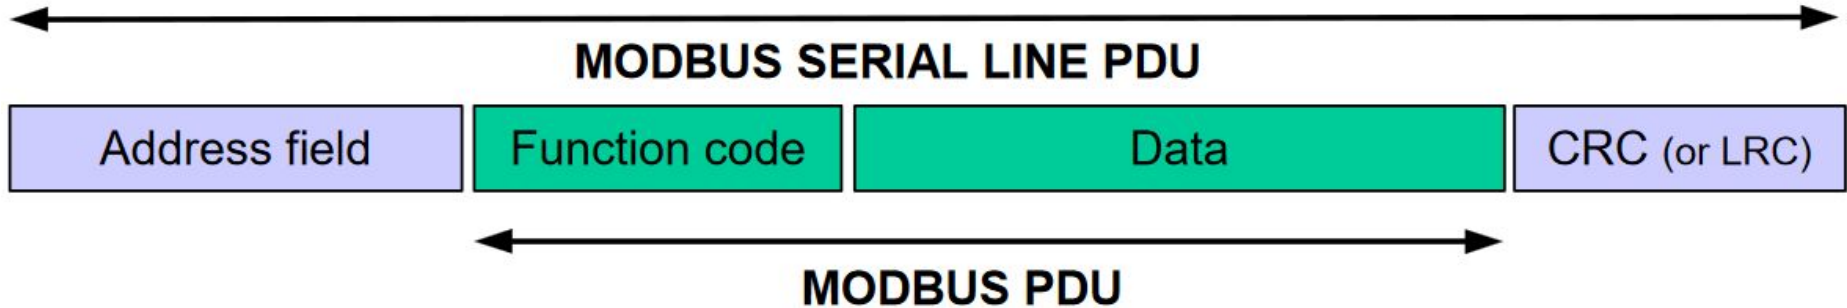 MODBUS SERIAL LINE PDU
Address field Function code Data CRC (or LRC)
MODBUS PDU